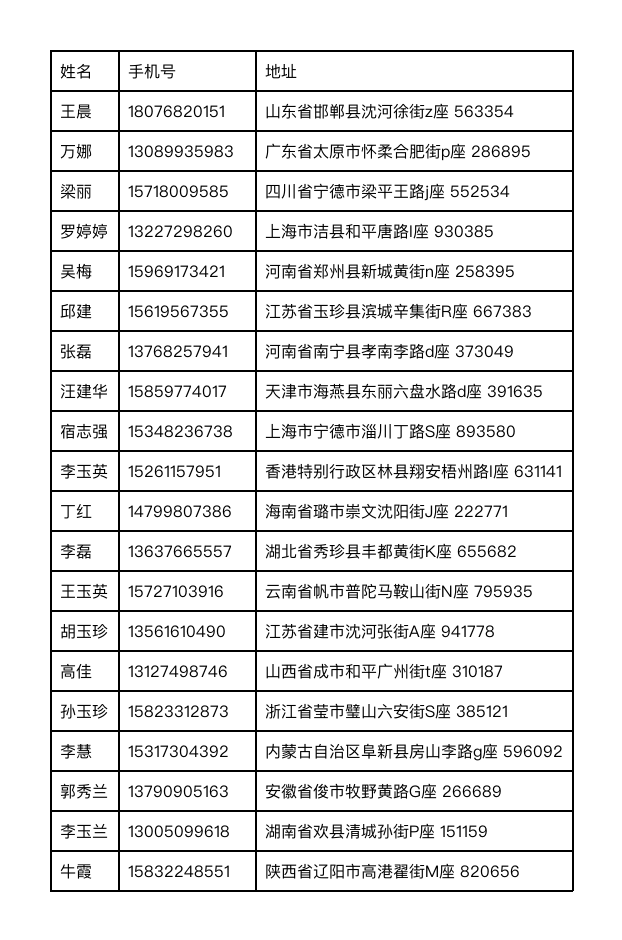 姓名 手机号 地址
王晨 18076820151 山东省邯郸县沈河徐街z座 563354
万娜 13089935983 广东省太原市怀柔合肥街p座 286895
梁丽 15718009585 四川省宁德市梁平王路j座 552534
罗婷婷 13227298260 上海市洁县和平唐路l座 930385
吴梅 15969173421 河南省郑州县新城黄街n座 258395
邱建 15619567355 江苏省玉珍县滨城辛集街R座 667383
张磊 13768257941 河南省南宁县孝南李路d座 373049
汪建华 15859774017 天津市海燕县东丽六盘水路d座 391635
宿志强 15348236738 上海市宁德市淄川丁路S座 893580
李玉英 15261157951 香港特别行政区林县翔安梧州路l座 631141
丁红 14799807386 海南省璐市崇文沈阳街J座 222771
李磊 13637665557 湖北省秀珍县丰都黄街K座 655682
王玉英 15727103916 云南省帆市普陀马鞍山街N座 795935
胡玉珍 13561610490 江苏省建市沈河张街A座 941778
高佳 13127498746 山西省成市和平广州街t座 310187
孙玉珍 15823312873 浙江省莹市璧山六安街S座 385121
李慧 15317304392 内蒙古自治区阜新县房山李路g座 596092
郭秀兰 13790905163 安徽省俊市牧野黄路G座 266689
李玉兰 13005099618 湖南省欢县清城孙街P座 151159
牛霞 15832248551 陕西省辽阳市高港翟街M座 820656